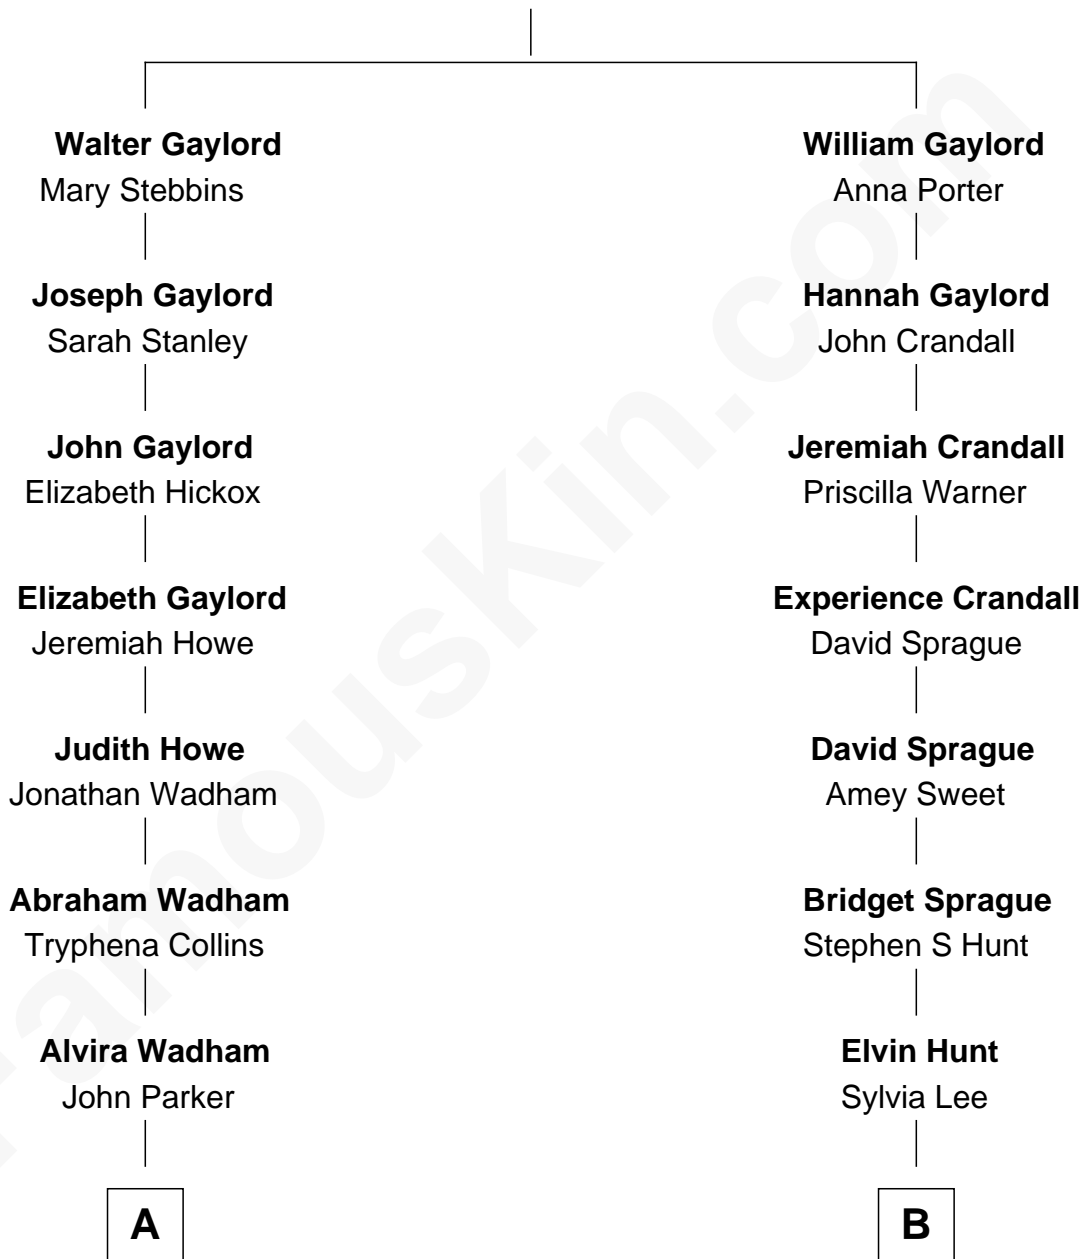 Walter Gaylord
Mary Stebbins
Joseph Gaylord
Sarah Stanley
John Gaylord
Elizabeth Hickox
Elizabeth Gaylord
Jeremiah Howe
Judith Howe
Jonathan Wadham
Abraham Wadham
Tryphena Collins
Alvira Wadham
John Parker
A
William Gaylord
Anna Porter
Hannah Gaylord
John Crandall
Jeremiah Crandall
Priscilla Warner
Experience Crandall
David Sprague
David Sprague
Amey Sweet
Bridget Sprague
Stephen S Hunt
Elvin Hunt
Sylvia Lee
B
FamousKin.com